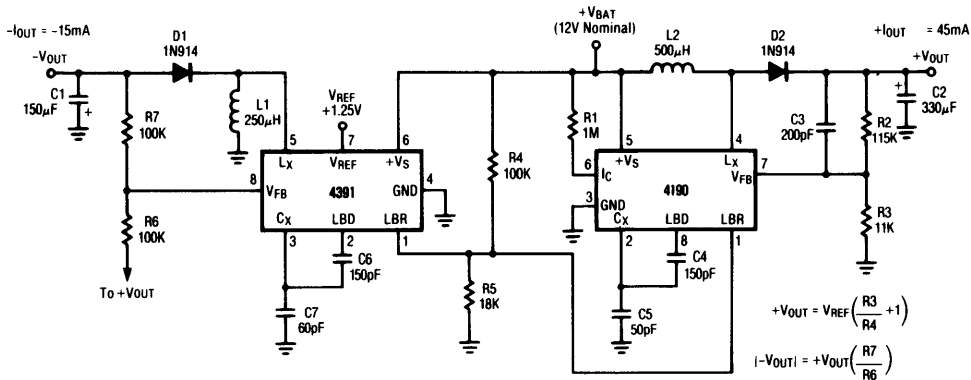 –IOUT = –15mA
–VOUT
D1
1N914
C1
150μF
+
R7
100K
L1
250μH
VREF
+1.25V
R6
100K
TO +VOUT
5
7
6
LX
VREF
+VS
8
VFB
4391
GND
4
CX
LBD
LBR
3
2
1
C6
150pF
C7
60pF
R4
100K
R5
18K
+VBAT
(12V Nominal)
R1
1M
L2
500μH
D2
1N914
+IOUT = 45mA
+VOUT
C3
200pF
R2
115K
+
C2
330μF
R3
11K
5
4
6
+VS
LX
7
IC
VFB
3
GND
4190
CX
LBD
LBR
2
8
1
C4
150pF
C5
50pF
+VOUT = VREF(R3/R4 +1)
|–VOUT| = +VOUT(R7/R6)